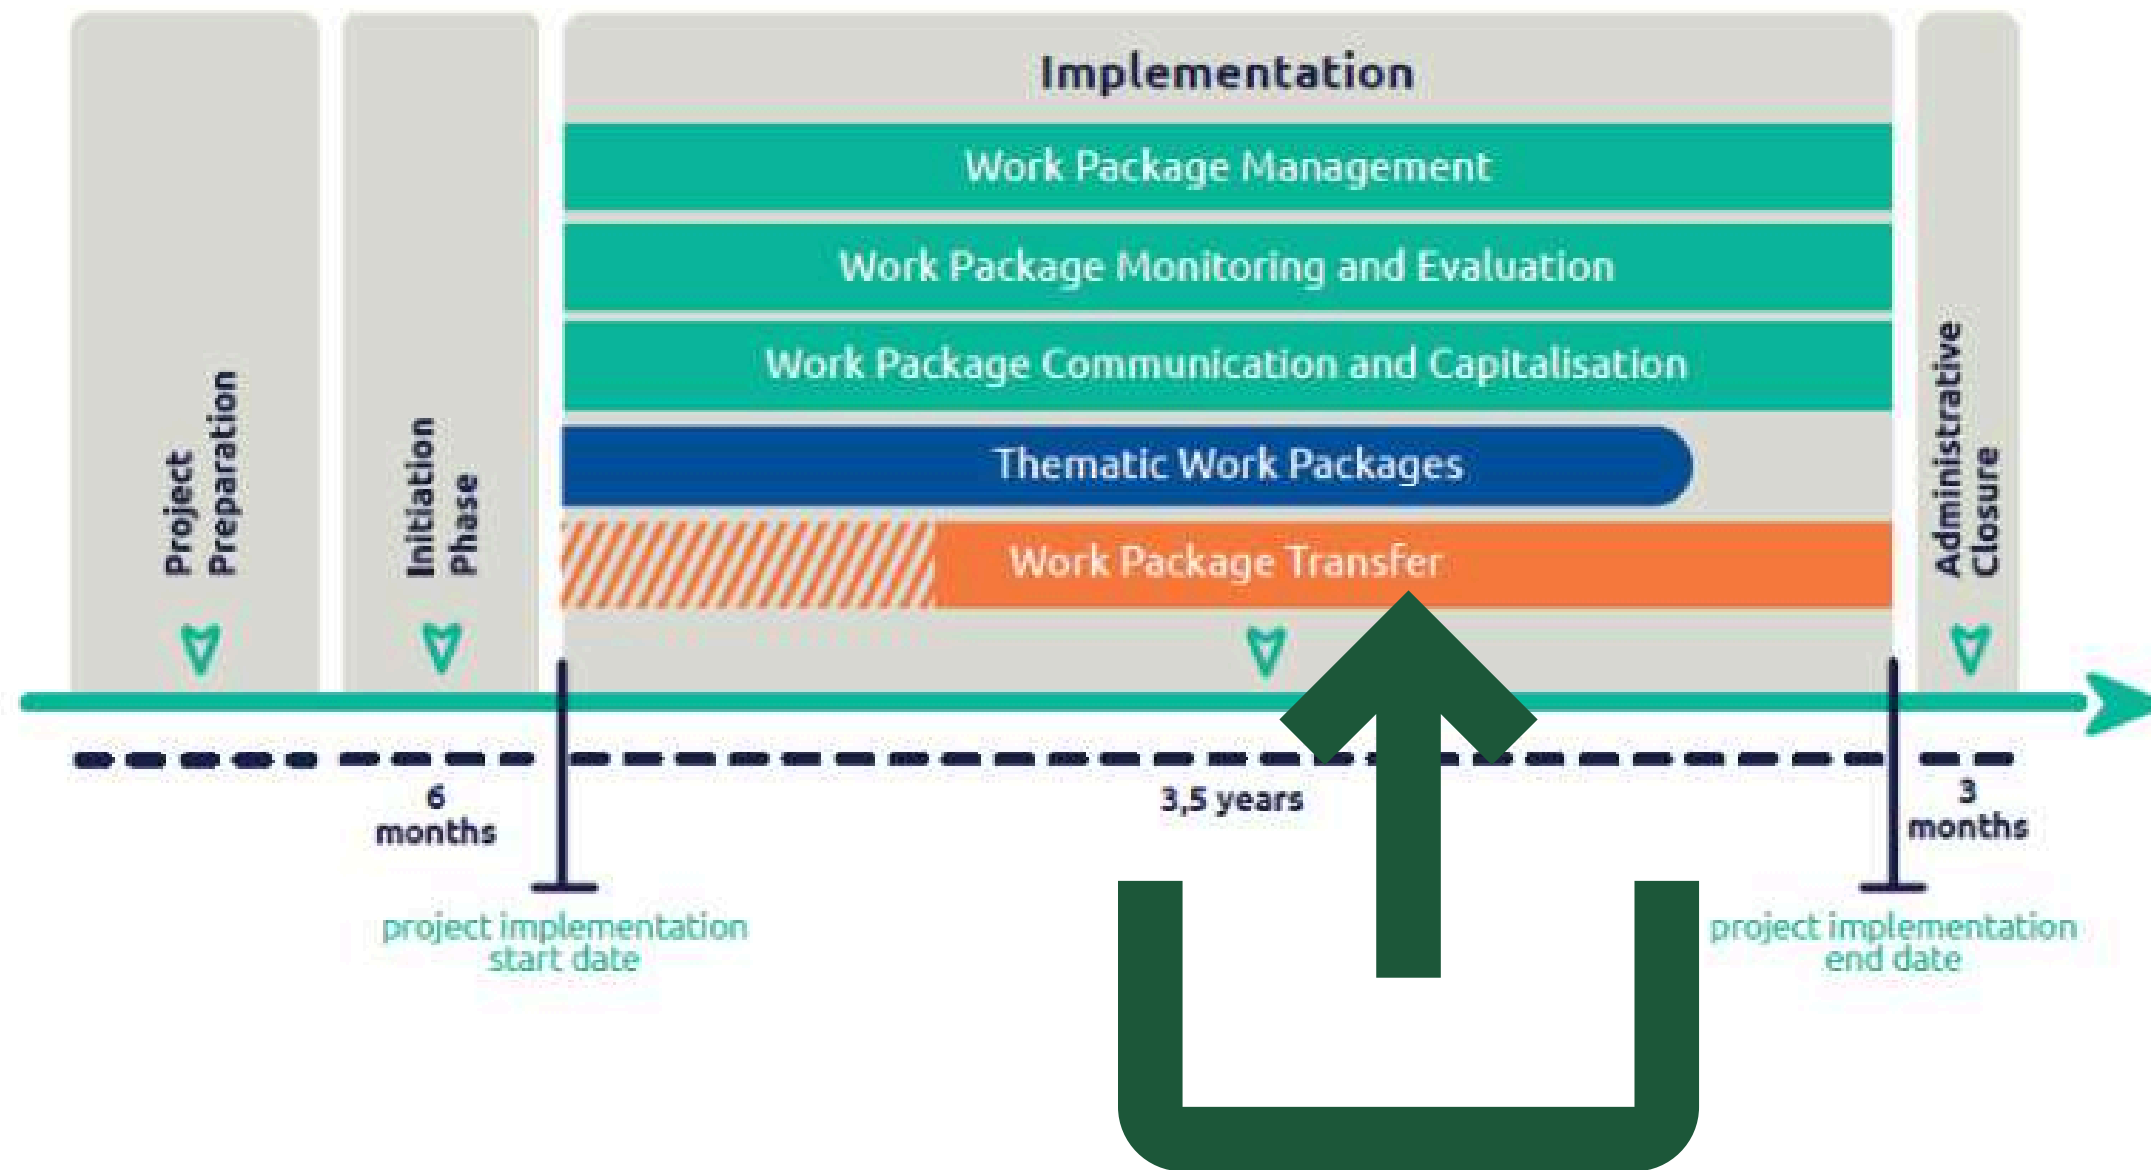 Implementation
Work Package Management
Work Package Monitoring and Evaluation
Work Package Communication and Capitalisation
Thematic Work Packages
Work Package Transfer
Project
Preparation
Initiation
Phase
Administrative
Closure
6
months
3,5 years
3
months
project implementation
start date
project implementation
end date